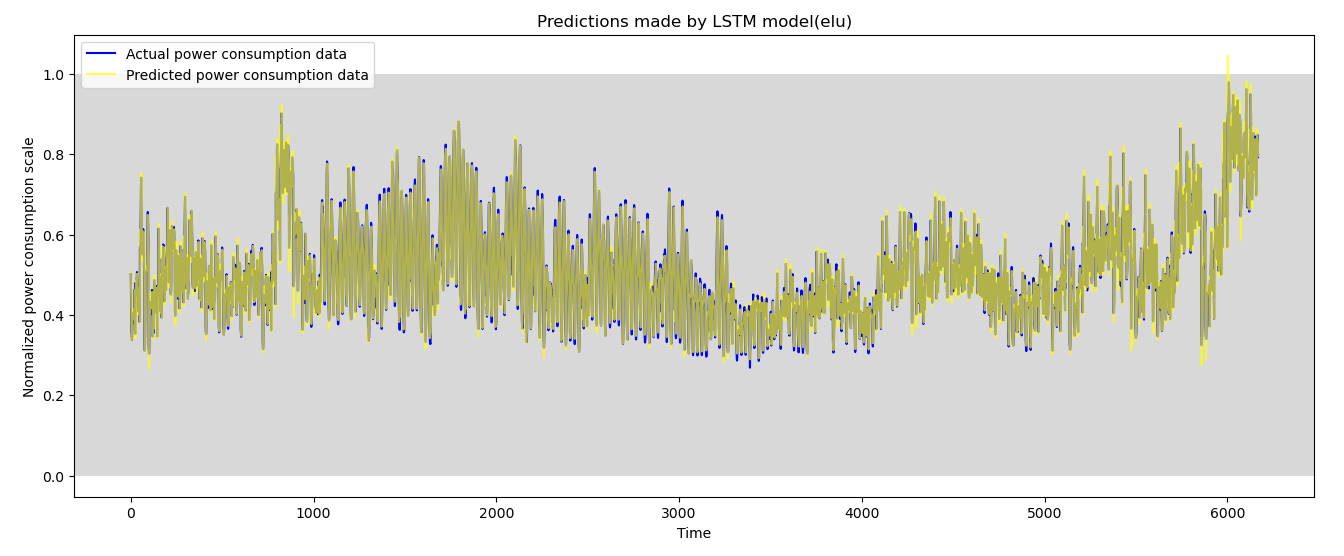 Predictions made by LSTM model(elu)
Actual power consumption data
Predicted power consumption data
Normalized power consumption scale
1.0
0.8
0.6
0.4
0.2
0.0
0 1000 2000 3000 4000 5000 6000
Time